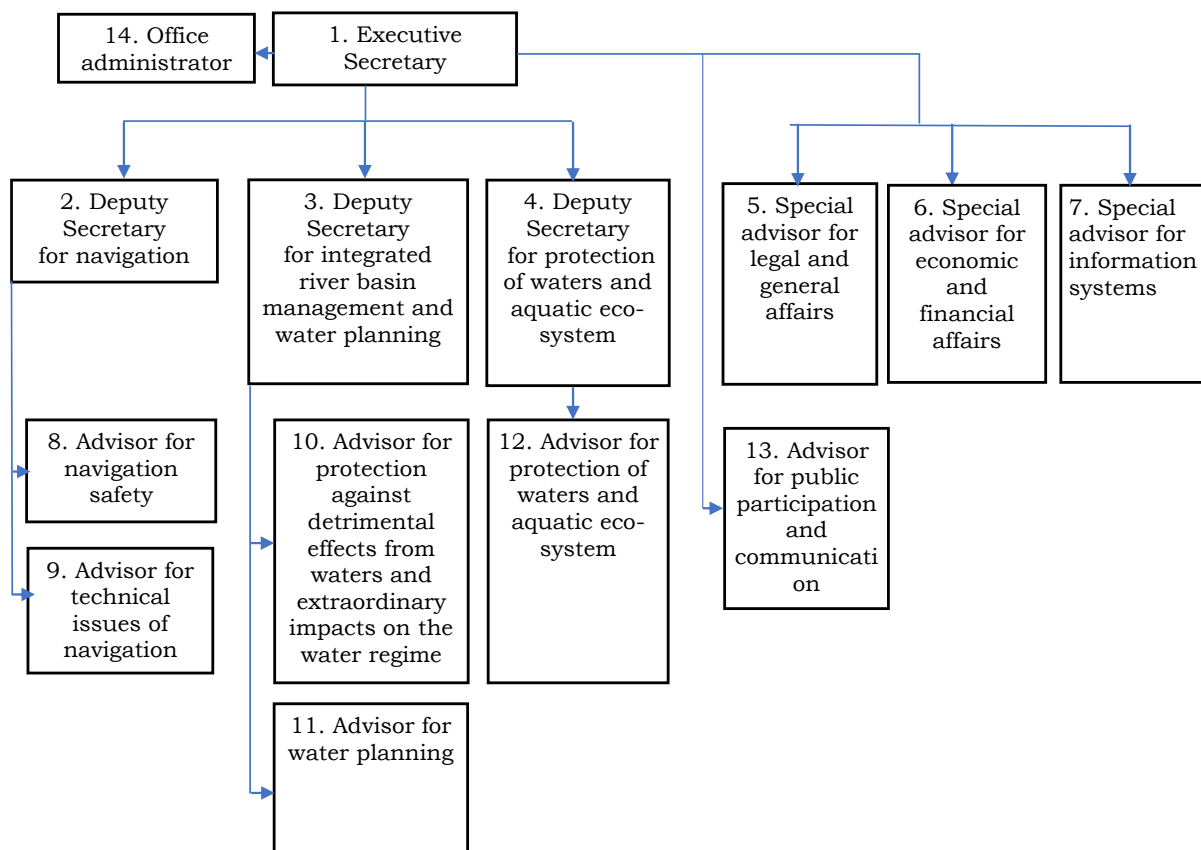 14. Office
administrator
1. Executive
Secretary
2. Deputy
Secretary
for navigation
3. Deputy
Secretary
for integrated
river basin
management and
water planning
4. Deputy
Secretary
for protection
of waters and
aquatic eco-
system
5. Special
advisor for
legal and
general
affairs
6. Special
advisor for
economic
and
financial
affairs
7. Special
advisor for
information
systems
8. Advisor for
navigation
safety
9. Advisor for
technical
issues of
navigation
10. Advisor for
protection
against
detrimental
effects from
waters and
extraordinary
impacts on the
water regime
11. Advisor for
water planning
12. Advisor for
protection of
waters and
aquatic eco-
system
13. Advisor
for public
participation
and
communicati
on